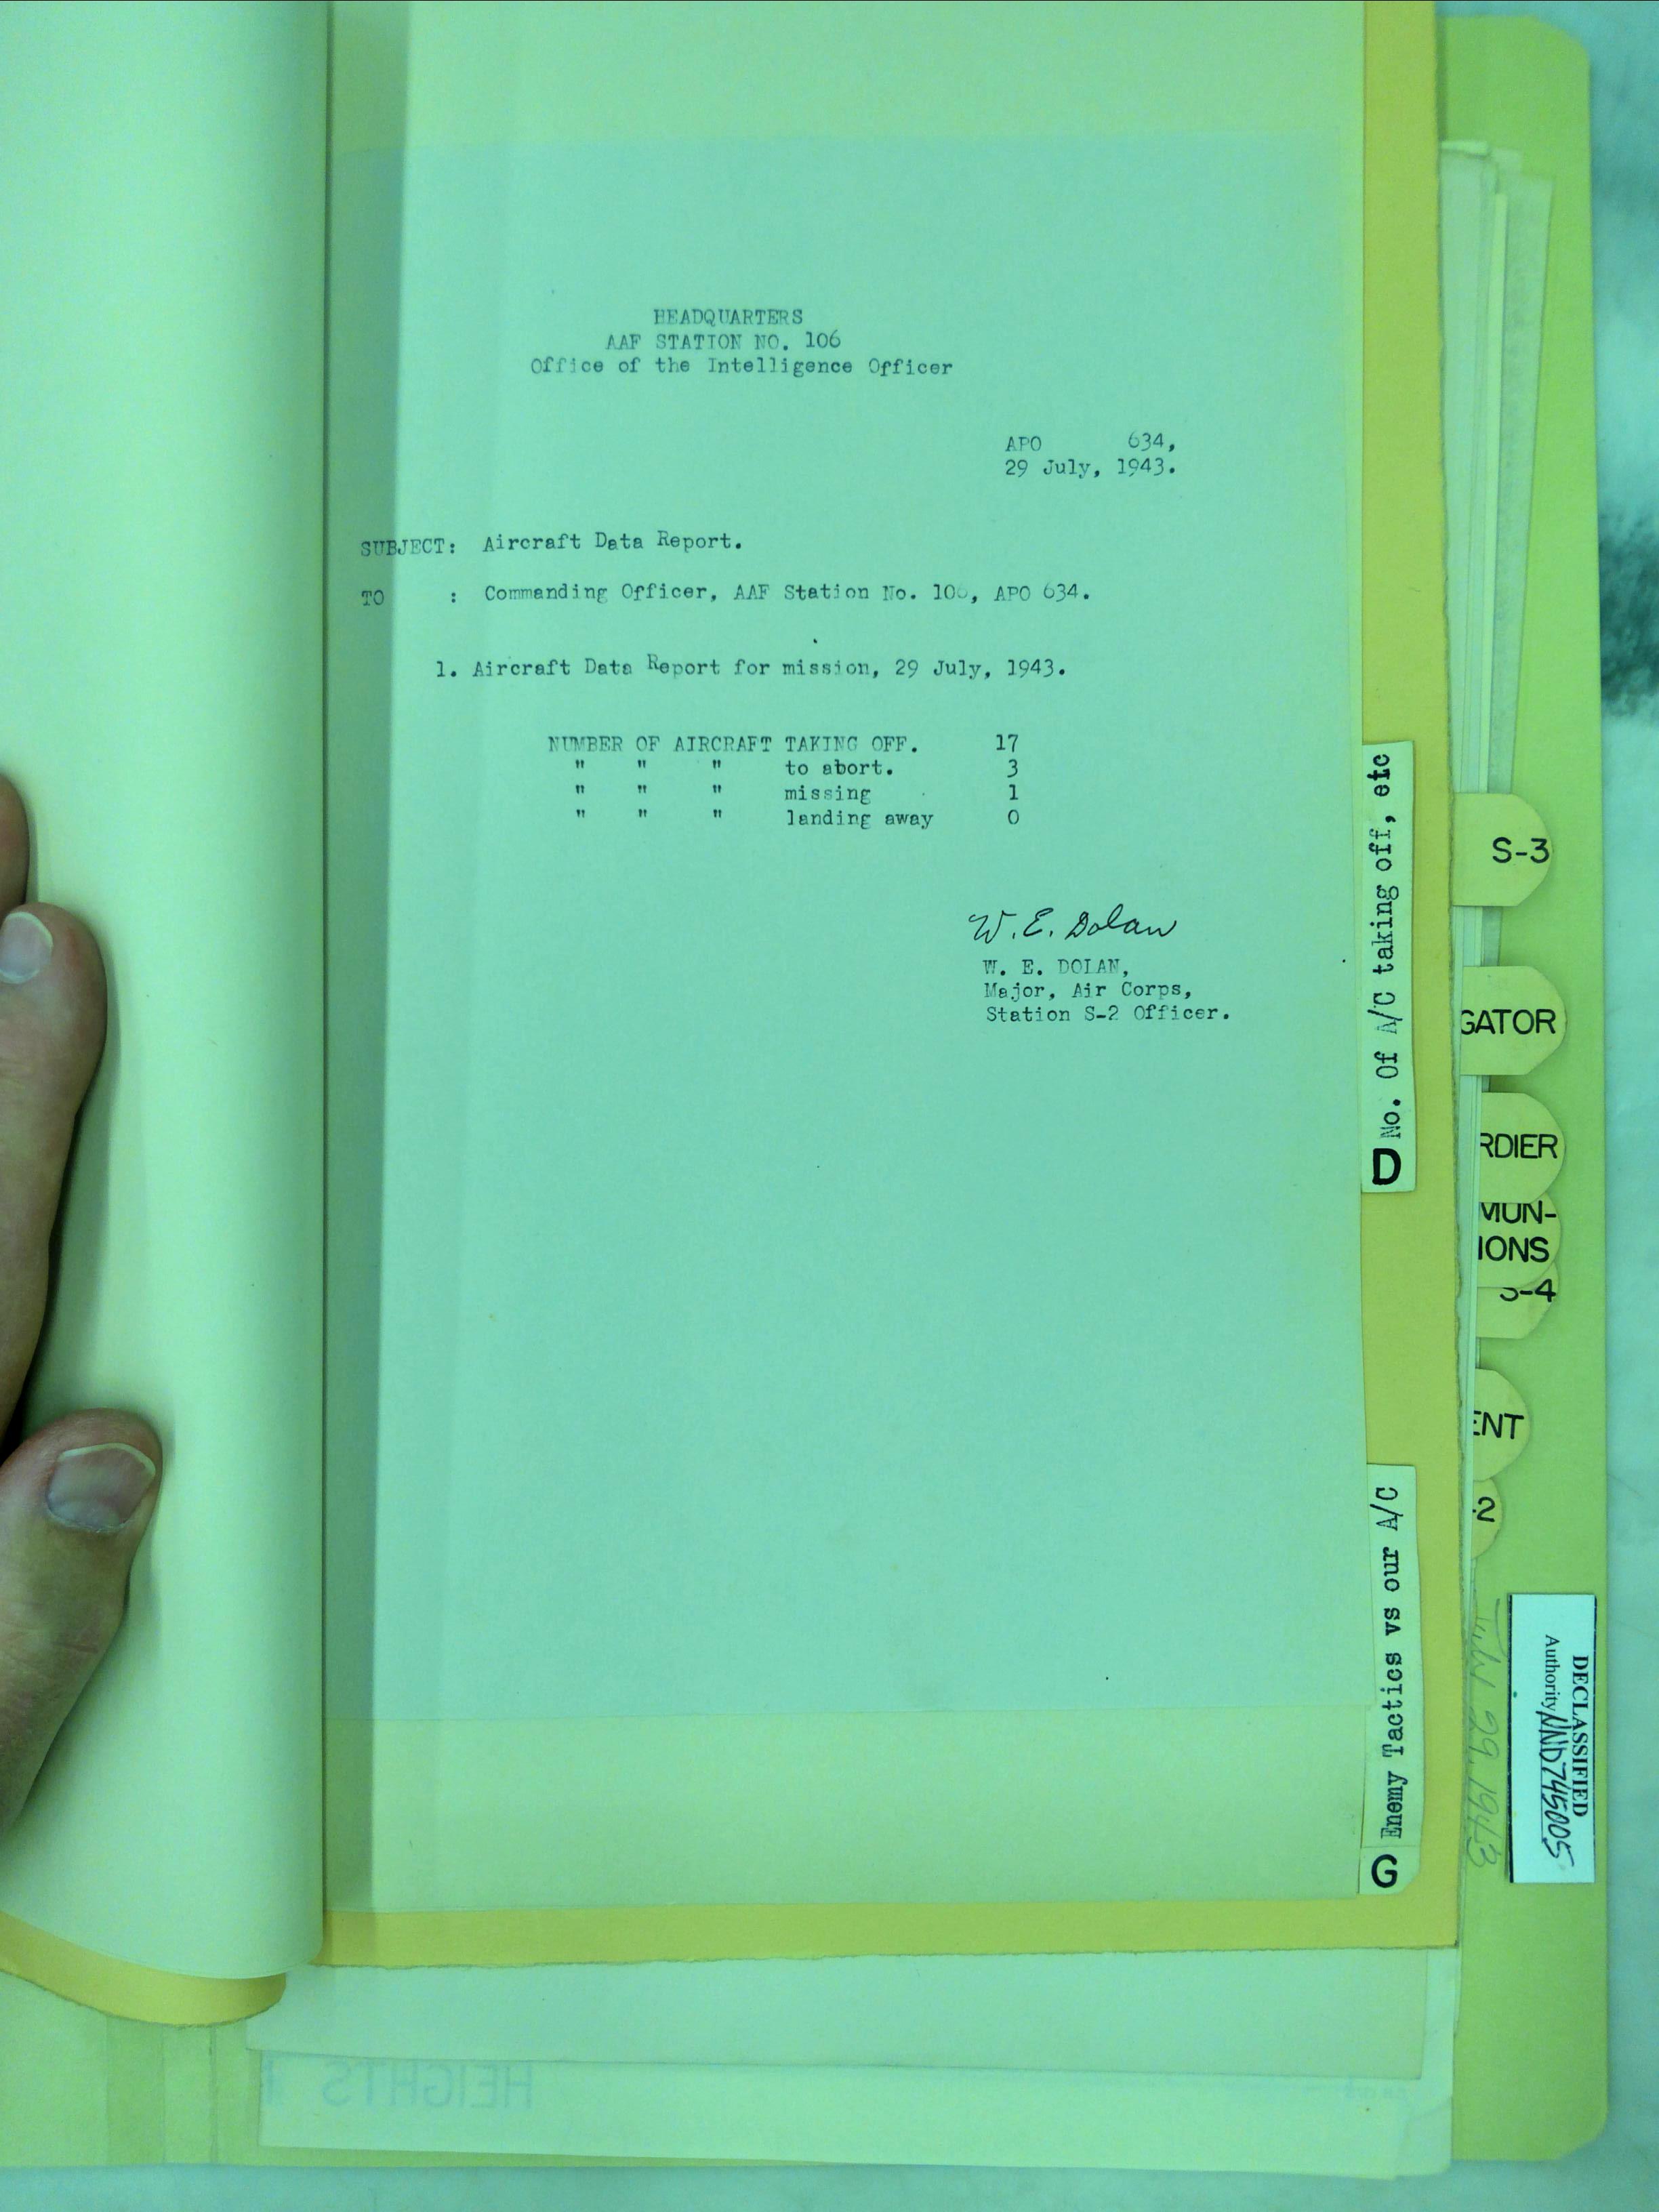 HEADQUARTERS
AAF STATION NO. 106
Office of the Intelligence Officer
APO 634,
29 July, 1943.
SUBJECT: Aircraft Data Report.
TO : Commanding Officer, AAF Station No. 106, APO 634.
1. Aircraft Data Report for mission, 29 July, 1943.
NUMBER OF AIRCRAFT TAKING OFF. 17
" " " to abort. 3
" " " missing 1
" " " landing away 0
W. E. Dolan
W. E. DOLAN,
Major, Air Corps,
Station S-2 Officer.
D No. Of A/C taking off, etc
G Enemy Tactics vs our A/C
S-3
GATOR
RDIER
MUN-
IONS
S-4
ENT
-2
29, 1943
DECLASSIFIED
Authority NND745005
HEIGHTS